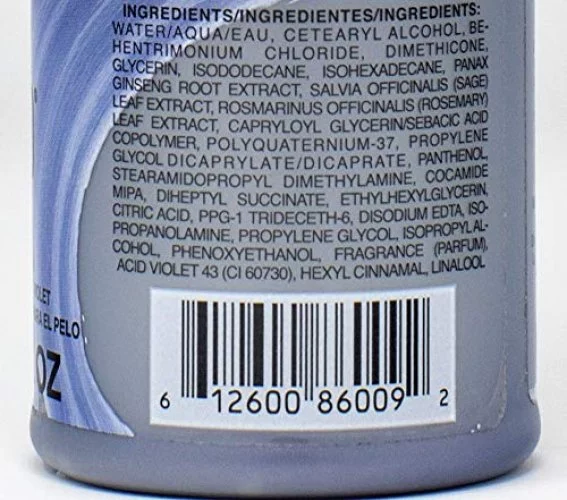 INGREDIENTS/INGREDIENTES/INGREDIENTS:
WATER/AQUA/EAU, CETEARYL ALCOHOL, BE-
HENTRIMONIUM CHLORIDE, DIMETHICONE,
GLYCERIN, ISODODECANE, ISOHEXADECANE, PANAX
GINSENG ROOT EXTRACT, SALVIA OFFICINALIS (SAGE)
LEAF EXTRACT, ROSMARINUS OFFICINALIS (ROSEMARY)
LEAF EXTRACT, CAPRYLOYL GLYCERIN/SEBACIC ACID
COPOLYMER, POLYQUATERNIUM-37, PROPYLENE
GLYCOL DICAPRYLATE/DICAPRATE, PANTHENOL,
STEARAMIDOPROPYL DIMETHYLAMINE, COCAMIDE
MIPA, DIHEPTYL SUCCINATE, ETHYLHEXYLGLYCERIN,
CITRIC ACID, PPG-1 TRIDECETH-6, DISODIUM EDTA, ISO-
PROPANOLAMINE, PROPYLENE GLYCOL, ISOPROPYL AL-
COHOL, PHENOXYETHANOL, FRAGRANCE (PARFUM),
ACID VIOLET 43 (CI 60730), HEXYL CINNAMAL, LINALOOL
OLET
ARA EL PELO
OZ
6 12600 86009 2